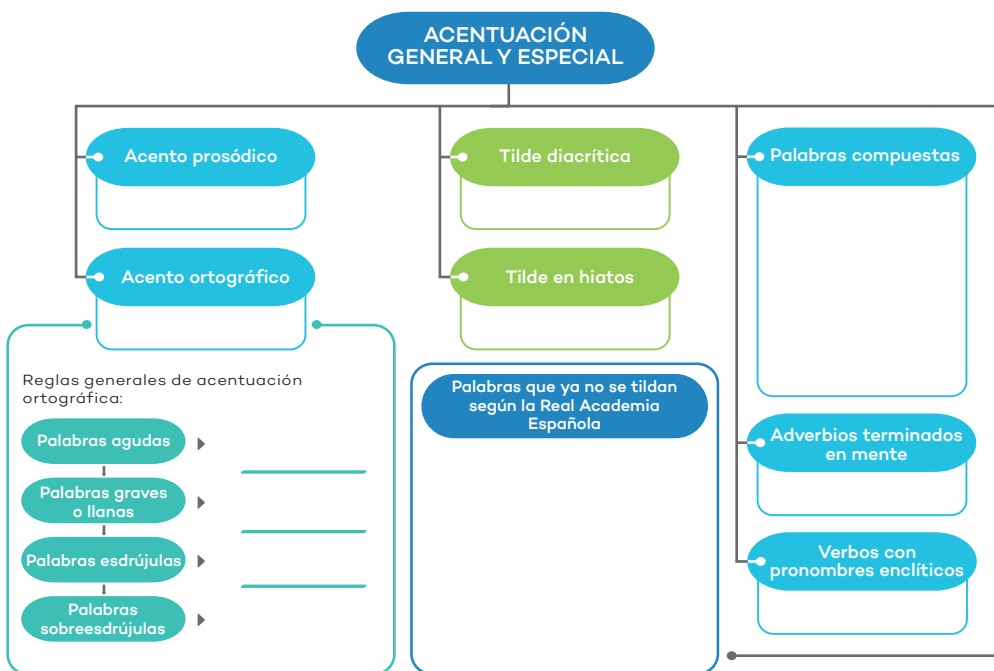 ACENTUACIÓN
GENERAL Y ESPECIAL
Acento prosódico
Acento ortográfico
Reglas generales de acentuación
ortográfica:
Palabras agudas
Palabras graves
o llanas
Palabras esdrújulas
Palabras
sobreesdrújulas
Tilde diacrítica
Tilde en hiatos
Palabras que ya no se tildan
según la Real Academia
Española
Palabras compuestas
Adverbios terminados
en mente
Verbos con
pronombres enclíticos